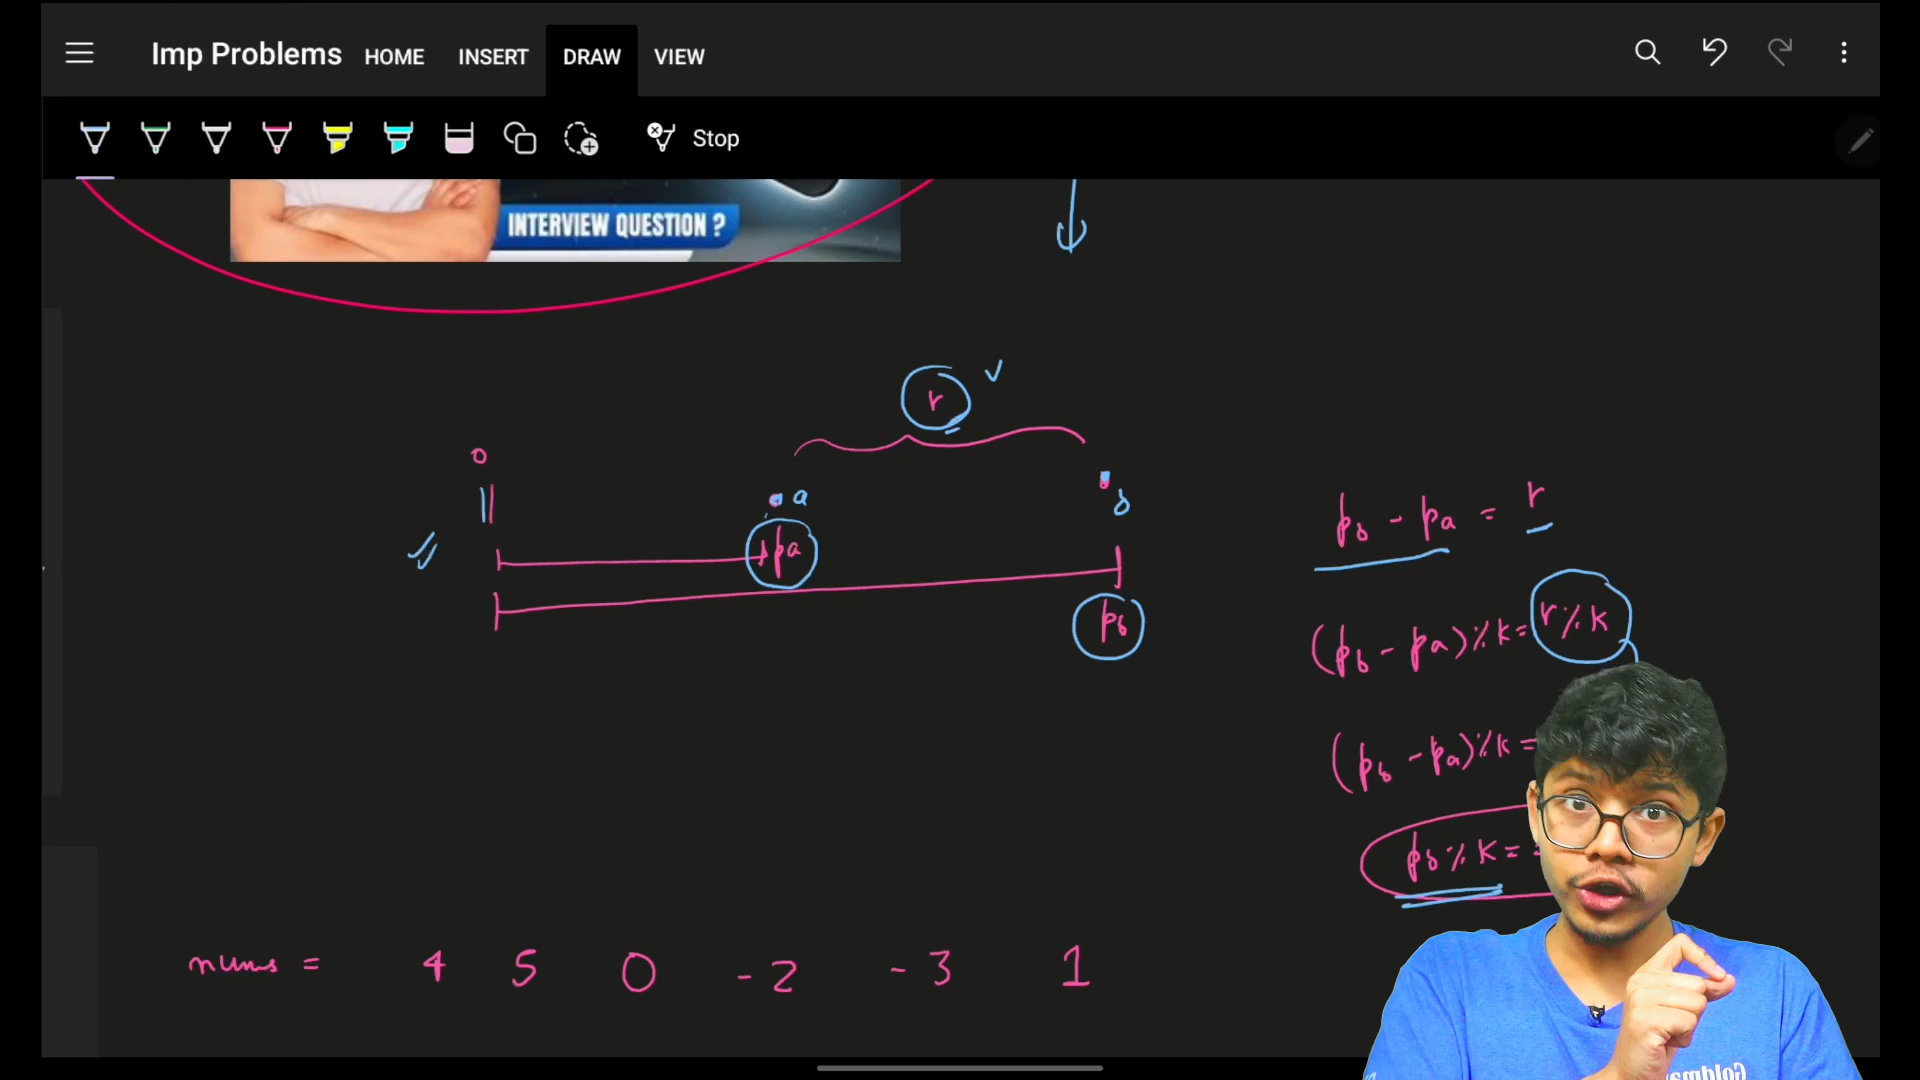 Imp Problems HOME INSERT DRAW VIEW
Stop
INTERVIEW QUESTION ?
r
0
a
b
pa
pb
pb - pa = r
(pb - pa) % k = r % k
(pb - pa) % k =
pb % k =
nums = 4 5 0 -2 -3 1